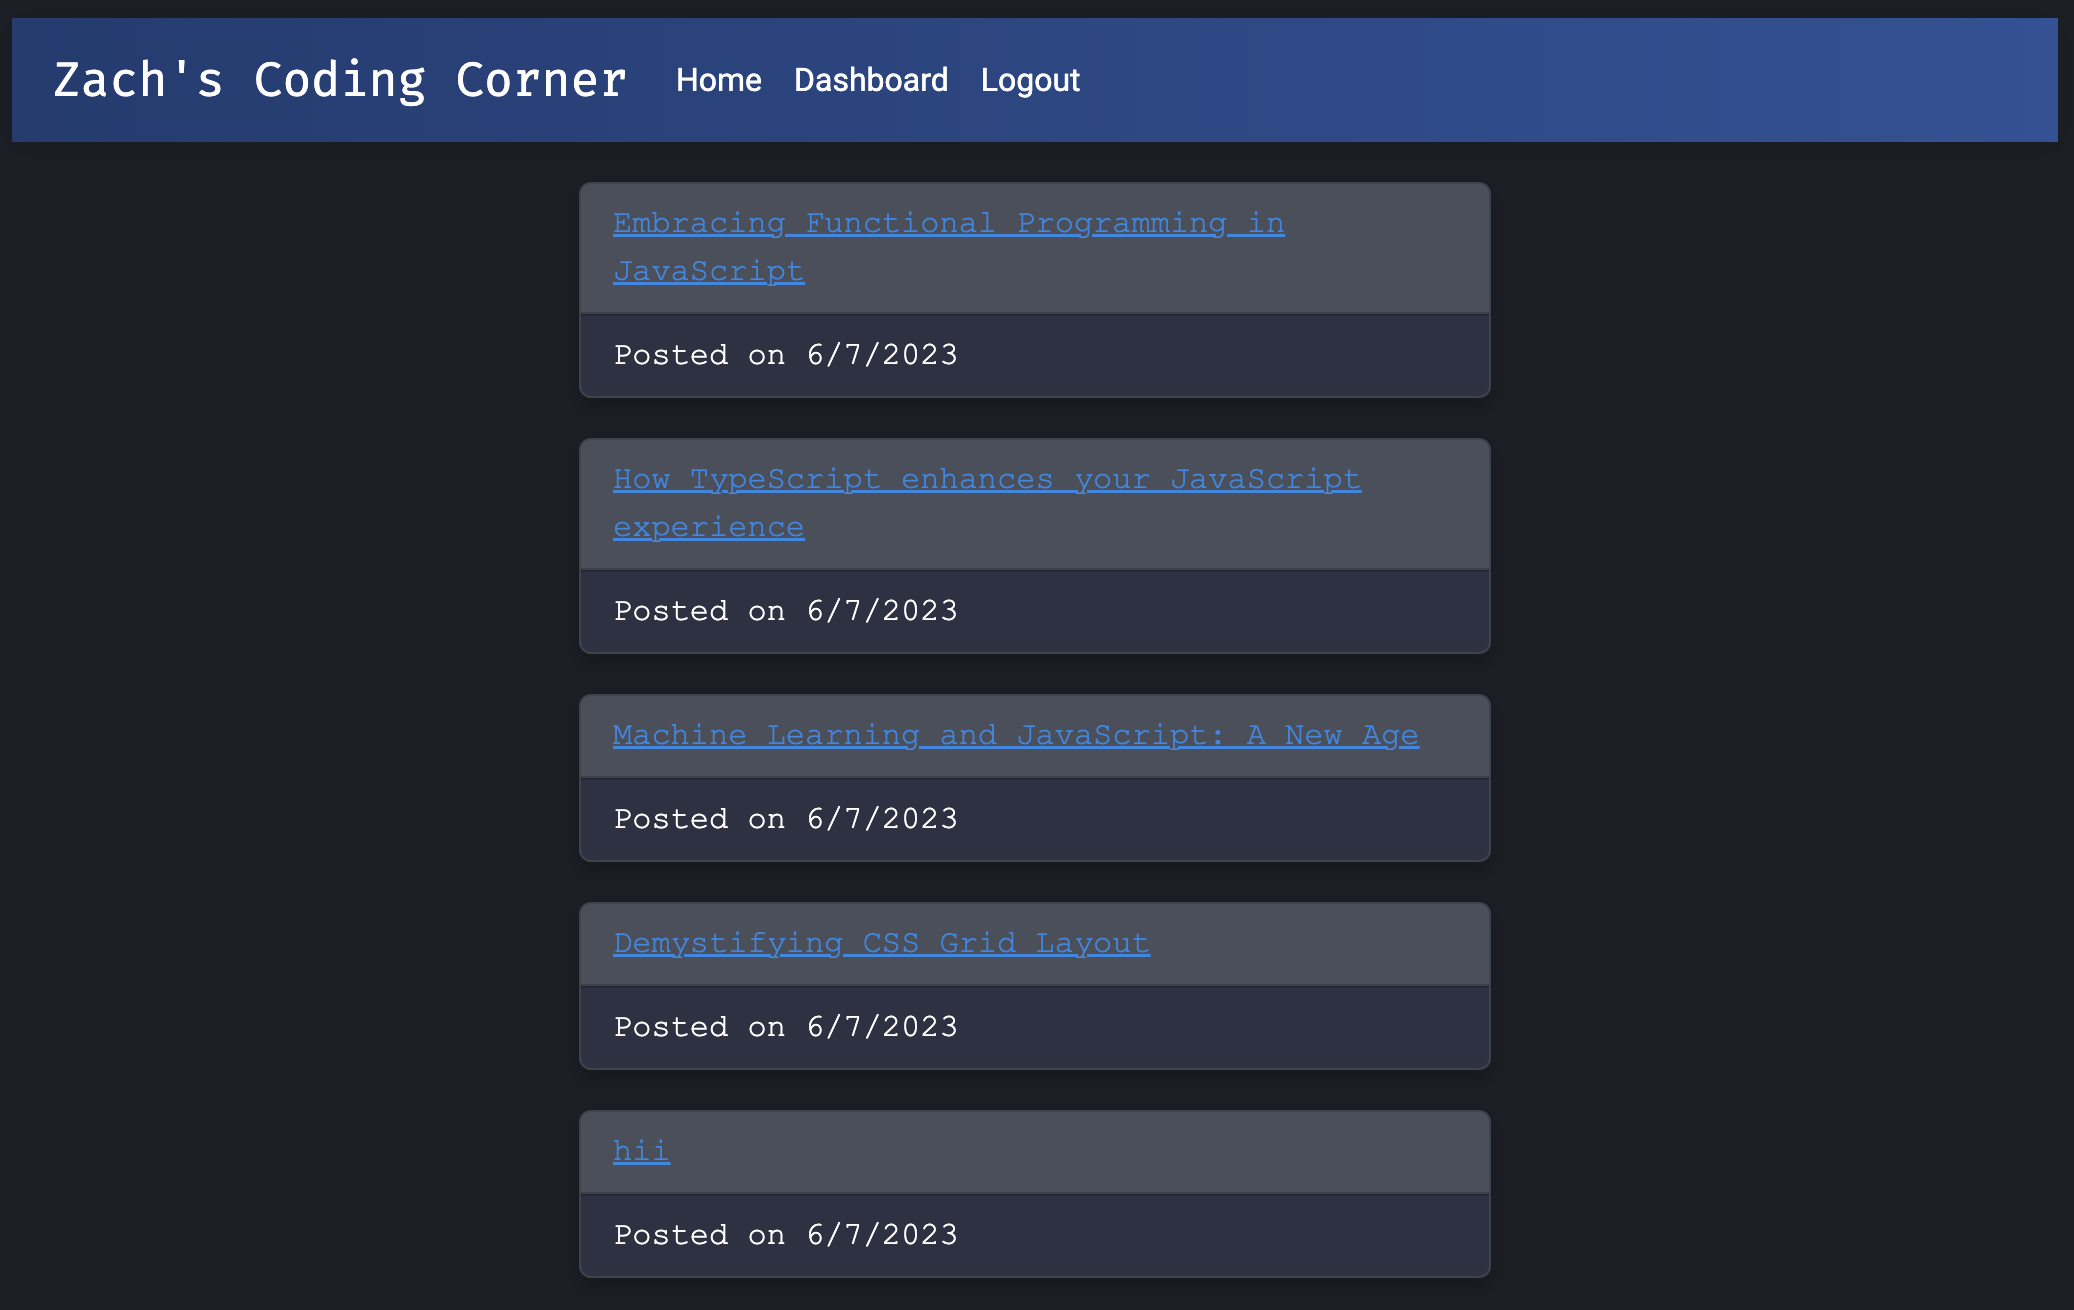 Zach's Coding Corner Home Dashboard Logout
Embracing Functional Programming in
JavaScript
Posted on 6/7/2023
How TypeScript enhances your JavaScript
experience
Posted on 6/7/2023
Machine Learning and JavaScript: A New Age
Posted on 6/7/2023
Demystifying CSS Grid Layout
Posted on 6/7/2023
hii
Posted on 6/7/2023